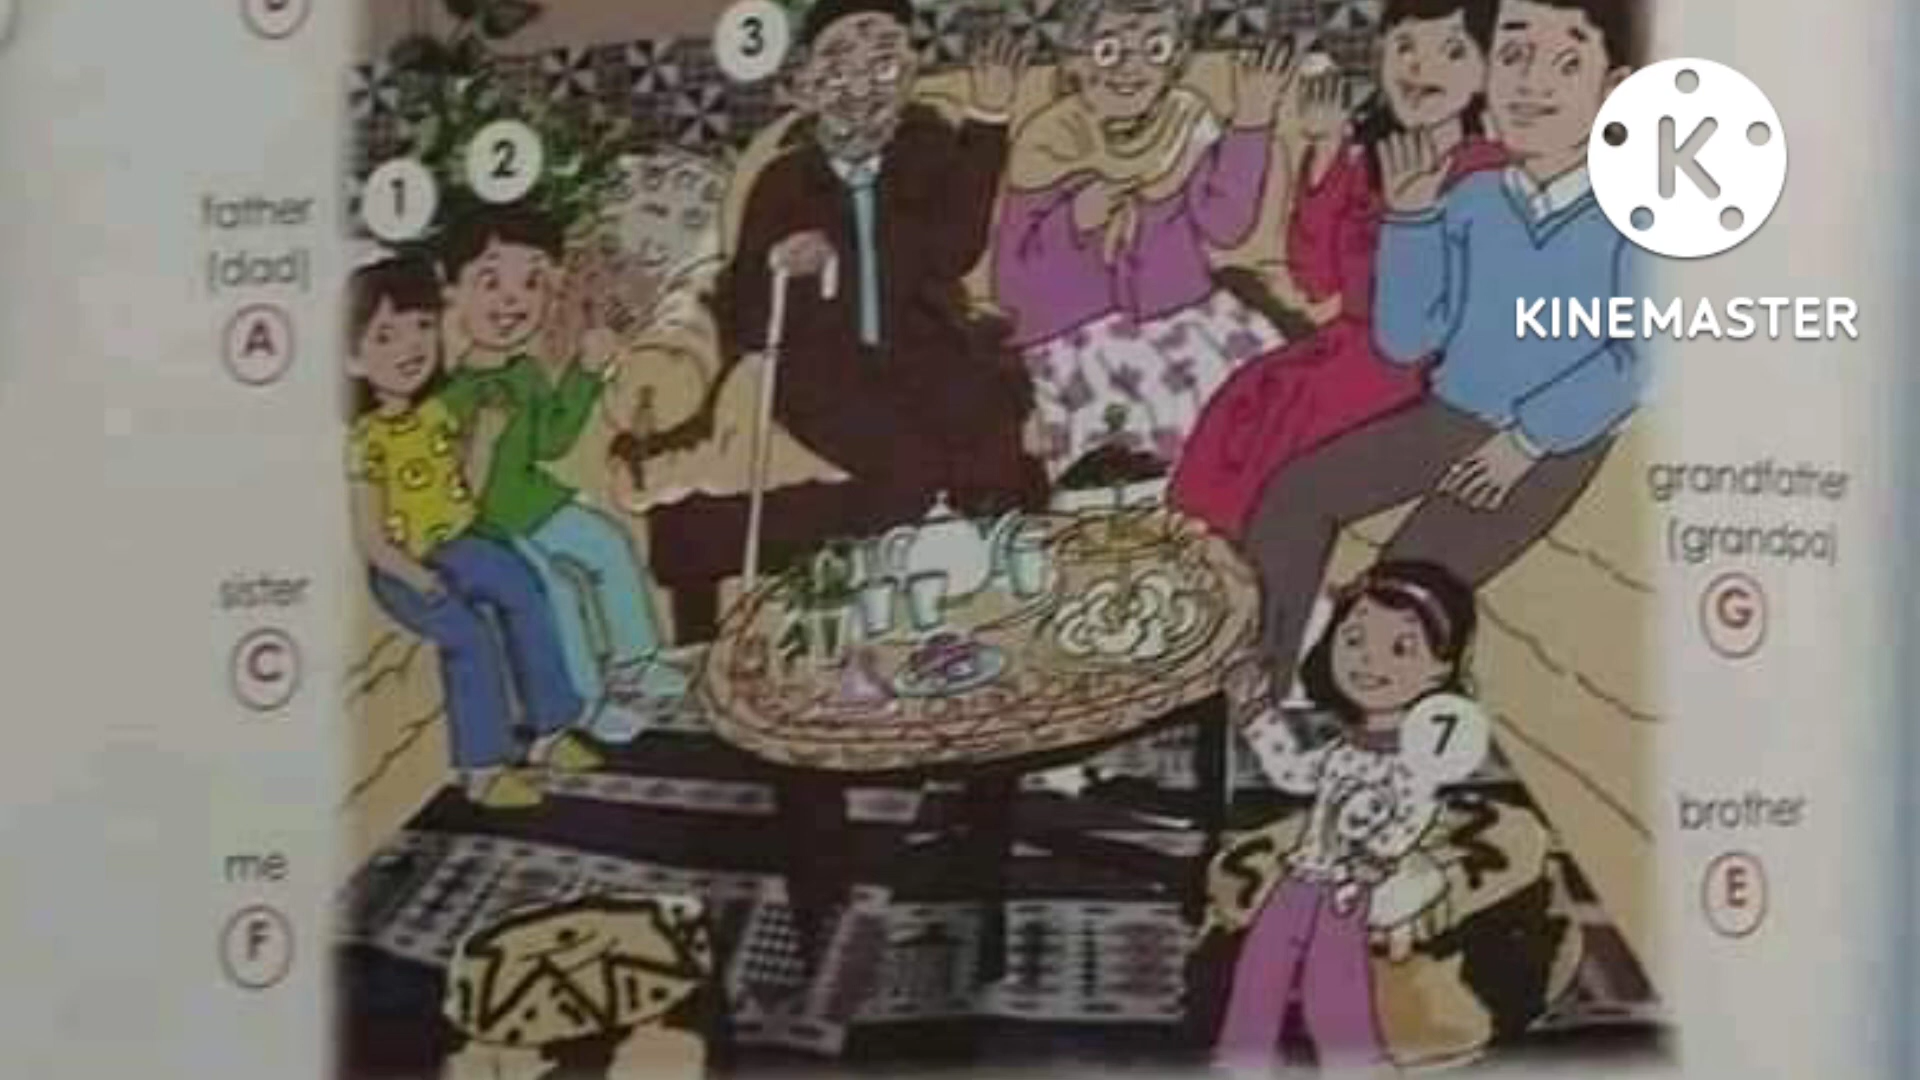 3
2
1
father
(dad)
A
KINEMASTER
grandfather
(grandpa)
G
sister
C
7
brother
E
me
F